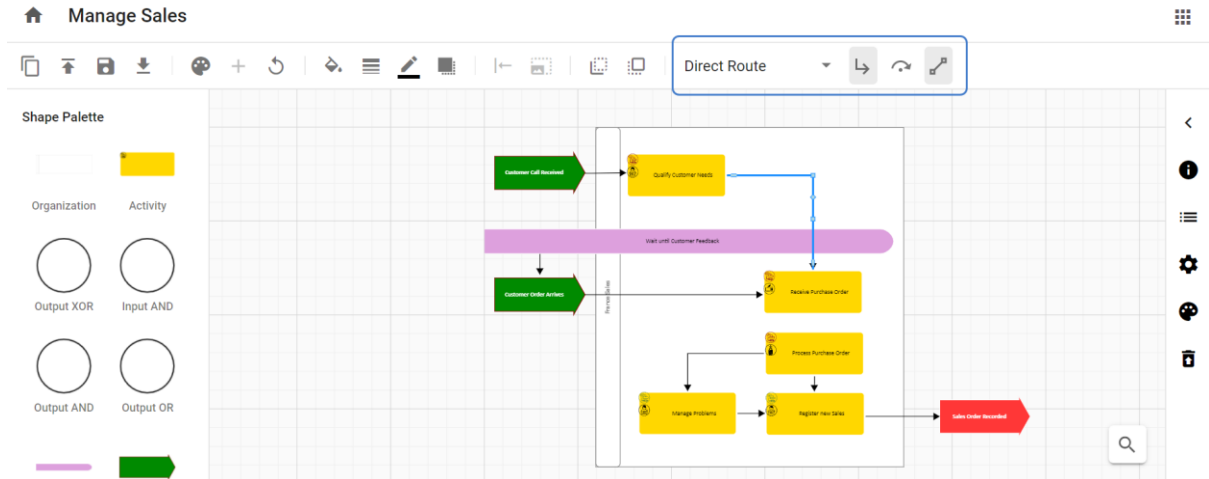 Manage Sales
Direct Route
Shape Palette
Organization
Activity
Output XOR
Input AND
Output AND
Output OR
Customer Call Received
Qualify Customer Needs
Wait until Customer Feedback
Customer Order Arrives
Receive Purchase Order
Process Purchase Order
Manage Problems
Register new Sales
Sales Order Recorded